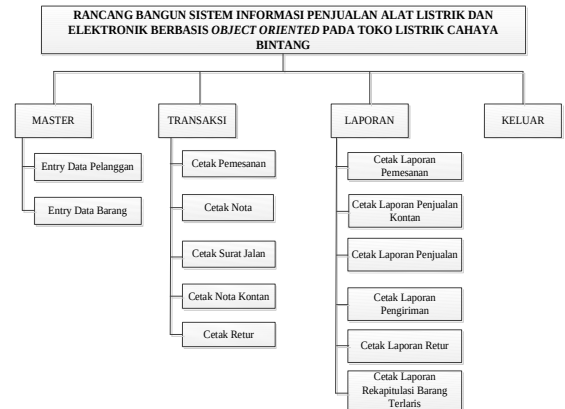 RANCANG BANGUN SISTEM INFORMASI PENJUALAN ALAT LISTRIK DAN
ELEKTRONIK BERBASIS OBJECT ORIENTED PADA TOKO LISTRIK CAHAYA
BINTANG
MASTER
Entry Data Pelanggan
Entry Data Barang
TRANSAKSI
Cetak Pemesanan
Cetak Nota
Cetak Surat Jalan
Cetak Nota Kontan
Cetak Retur
LAPORAN
Cetak Laporan
Pemesanan
Cetak Laporan Penjualan
Kontan
Cetak Laporan Penjualan
Cetak Laporan
Pengiriman
Cetak Laporan Retur
Cetak Laporan
Rekapitulasi Barang
Terlaris
KELUAR